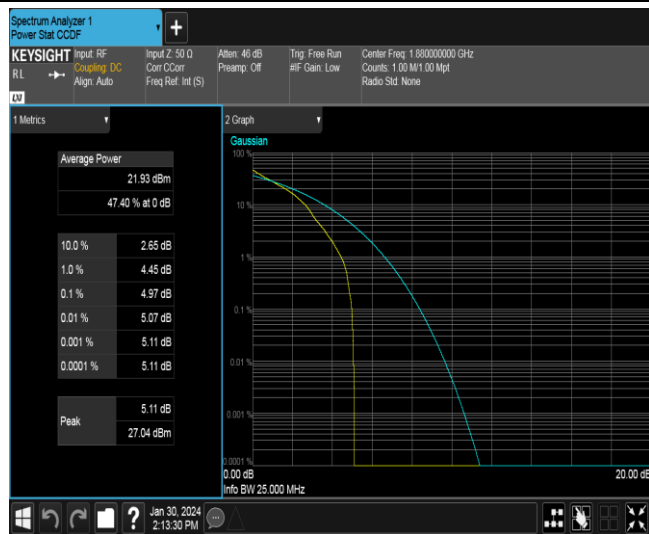 Spectrum Analyzer 1
Power Stat CCDF
+
KEYSIGHT
RL
LXI
Input: RF
Coupling: DC
Align: Auto
Input Z: 50 Ω
Corr CCorr
Freq Ref: Int (S)
Atten: 46 dB
Preamp: Off
Trig: Free Run
#IF Gain: Low
Center Freq: 1.880000000 GHz
Counts: 1.00 M/1.00 Mpt
Radio Std: None
1 Metrics
Average Power
21.93 dBm
47.40 % at 0 dB
10.0 % 2.65 dB
1.0 % 4.45 dB
0.1 % 4.97 dB
0.01 % 5.07 dB
0.001 % 5.11 dB
0.0001 % 5.11 dB
Peak
5.11 dB
27.04 dBm
2 Graph
Gaussian
100 %
10 %
1 %
0.1 %
0.01 %
0.001 %
0.0001 %
0.00 dB
20.00 dB
Info BW 25.000 MHz
?
Jan 30, 2024
2:13:30 PM